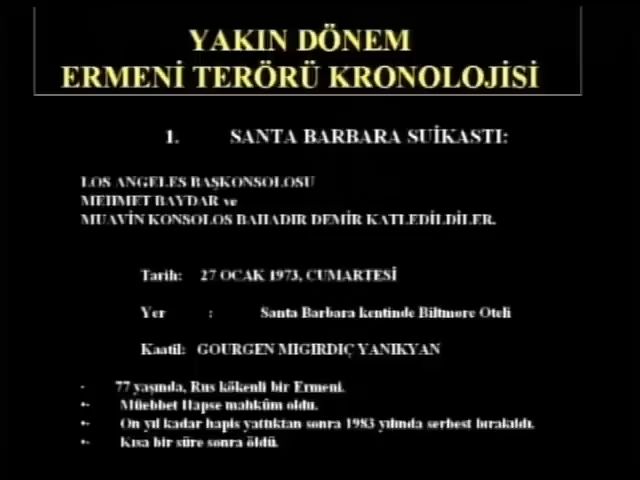 YAKIN DÖNEM
ERMENİ TERÖRÜ KRONOLOJİSİ
1. SANTA BARBARA SUİKASTI:
LOS ANGELES BAŞKONSOLOSU
MEHMET BAYDAR ve
MUAVİN KONSOLOS BAHADIR DEMİR KATLEDİLDİLER.
Tarih: 27 OCAK 1973, CUMARTESİ
Yer : Santa Barbara kentinde Biltmore Oteli
Kaatil: GOURGEN MIGIRDIÇ YANIKYAN
- 77 yaşında, Rus kökenli bir Ermeni.
- Müebbet Hapse mahkûm oldu.
- On yıl kadar hapis yattıktan sonra 1983 yılında serbest bırakıldı.
- Kısa bir süre sonra öldü.